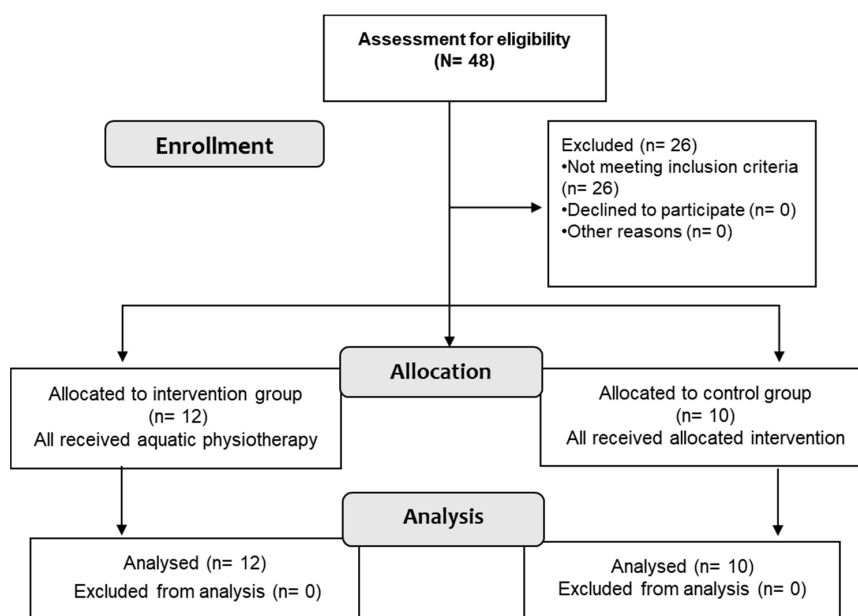 Assessment for eligibility
(N= 48)
Enrollment
Excluded (n= 26)
•Not meeting inclusion criteria
(n= 26)
•Declined to participate (n= 0)
•Other reasons (n= 0)
Allocation
Allocated to intervention group
(n= 12)
All received aquatic physiotherapy
Allocated to control group
(n= 10)
All received allocated intervention
Analysis
Analysed (n= 12)
Excluded from analysis (n= 0)
Analysed (n= 10)
Excluded from analysis (n= 0)